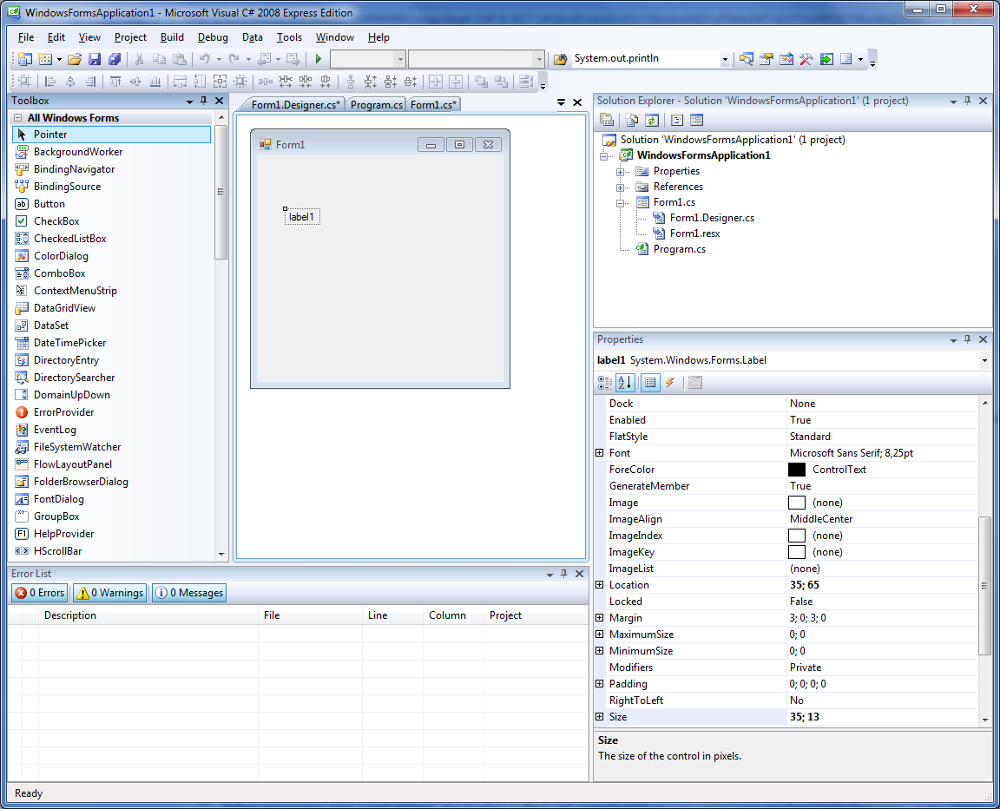 WindowsFormsApplication1 - Microsoft Visual C# 2008 Express Edition
File Edit View Project Build Debug Data Tools Window Help
System.out.println
Toolbox
All Windows Forms
Pointer
BackgroundWorker
BindingNavigator
BindingSource
Button
CheckBox
CheckedListBox
ColorDialog
ComboBox
ContextMenuStrip
DataGridView
DataSet
DateTimePicker
DirectoryEntry
DirectorySearcher
DomainUpDown
ErrorProvider
EventLog
FileSystemWatcher
FlowLayoutPanel
FolderBrowserDialog
FontDialog
GroupBox
HelpProvider
HScrollBar
Form1.Designer.cs* Program.cs Form1.cs*
Form1
label1
Solution Explorer - Solution 'WindowsFormsApplication1' (1 project)
Solution 'WindowsFormsApplication1' (1 project)
WindowsFormsApplication1
Properties
References
Form1.cs
Form1.Designer.cs
Form1.resx
Program.cs
Properties
label1 System.Windows.Forms.Label
Dock None
Enabled True
FlatStyle Standard
Font Microsoft Sans Serif; 8,25pt
ForeColor ControlText
GenerateMember True
Image (none)
ImageAlign MiddleCenter
ImageIndex (none)
ImageKey (none)
ImageList (none)
Location 35; 65
Locked False
Margin 3; 0; 3; 0
MaximumSize 0; 0
MinimumSize 0; 0
Modifiers Private
Padding 0; 0; 0; 0
RightToLeft No
Size 35; 13
Size
The size of the control in pixels.
Error List
0 Errors 0 Warnings 0 Messages
Description File Line Column Project
Ready